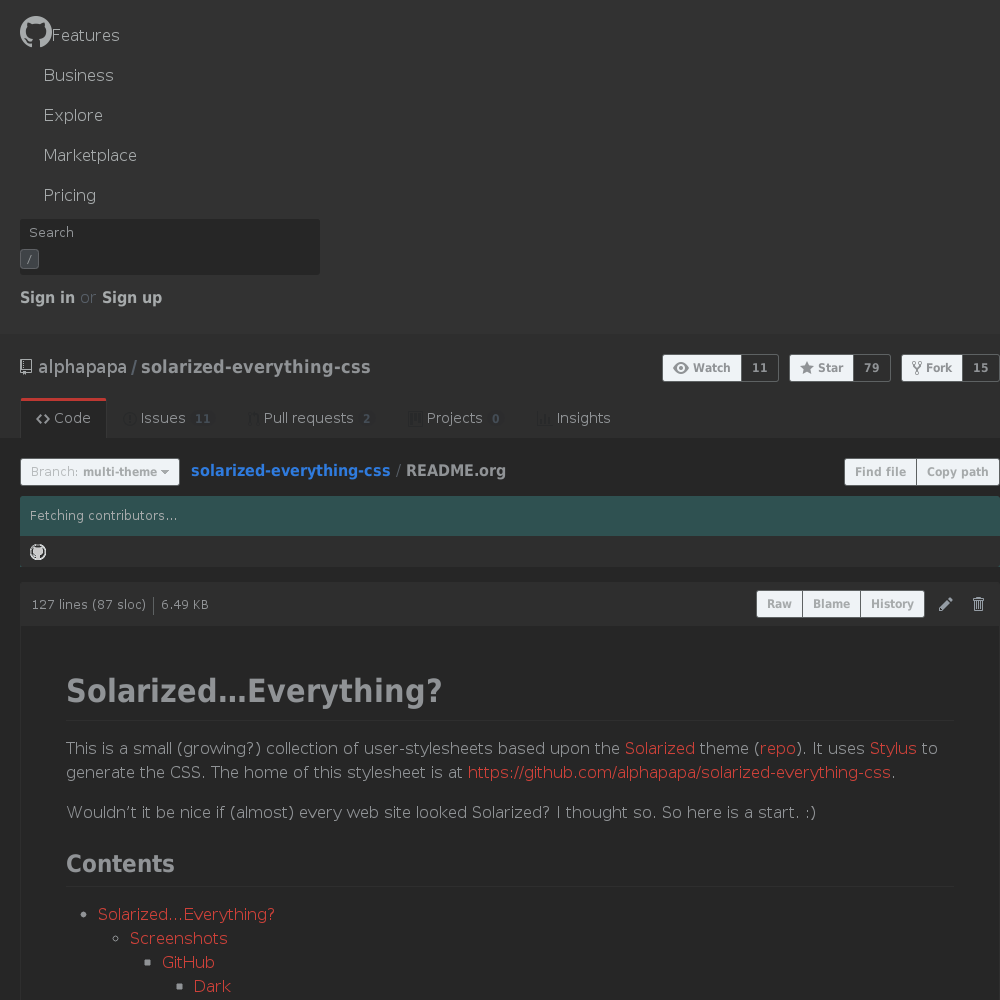 Features
Business
Explore
Marketplace
Pricing
Search
/
Sign in or Sign up
alphapapa / solarized-everything-css
Watch 11 Star 79 Fork 15
Code Issues 11 Pull requests 2 Projects 0 Insights
Branch: multi-theme solarized-everything-css / README.org Find file Copy path
Fetching contributors…
127 lines (87 sloc) 6.49 KB Raw Blame History
Solarized…Everything?
This is a small (growing?) collection of user-stylesheets based upon the Solarized theme (repo). It uses Stylus to
generate the CSS. The home of this stylesheet is at https://github.com/alphapapa/solarized-everything-css.
Wouldn’t it be nice if (almost) every web site looked Solarized? I thought so. So here is a start. :)
Contents
Solarized…Everything?
Screenshots
GitHub
Dark